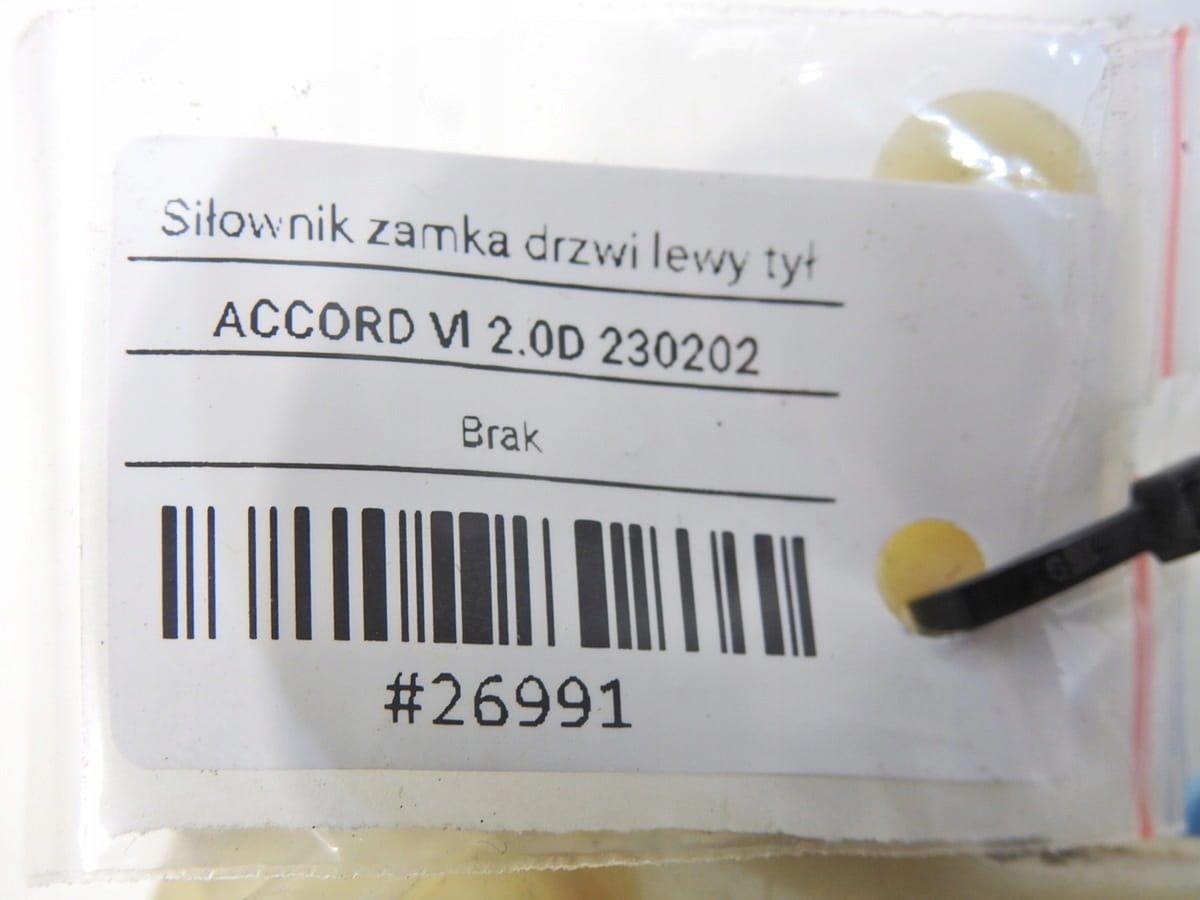 Siłownik zamka drzwi lewy tył
ACCORD VI 2.0D 230202
Brak
#26991